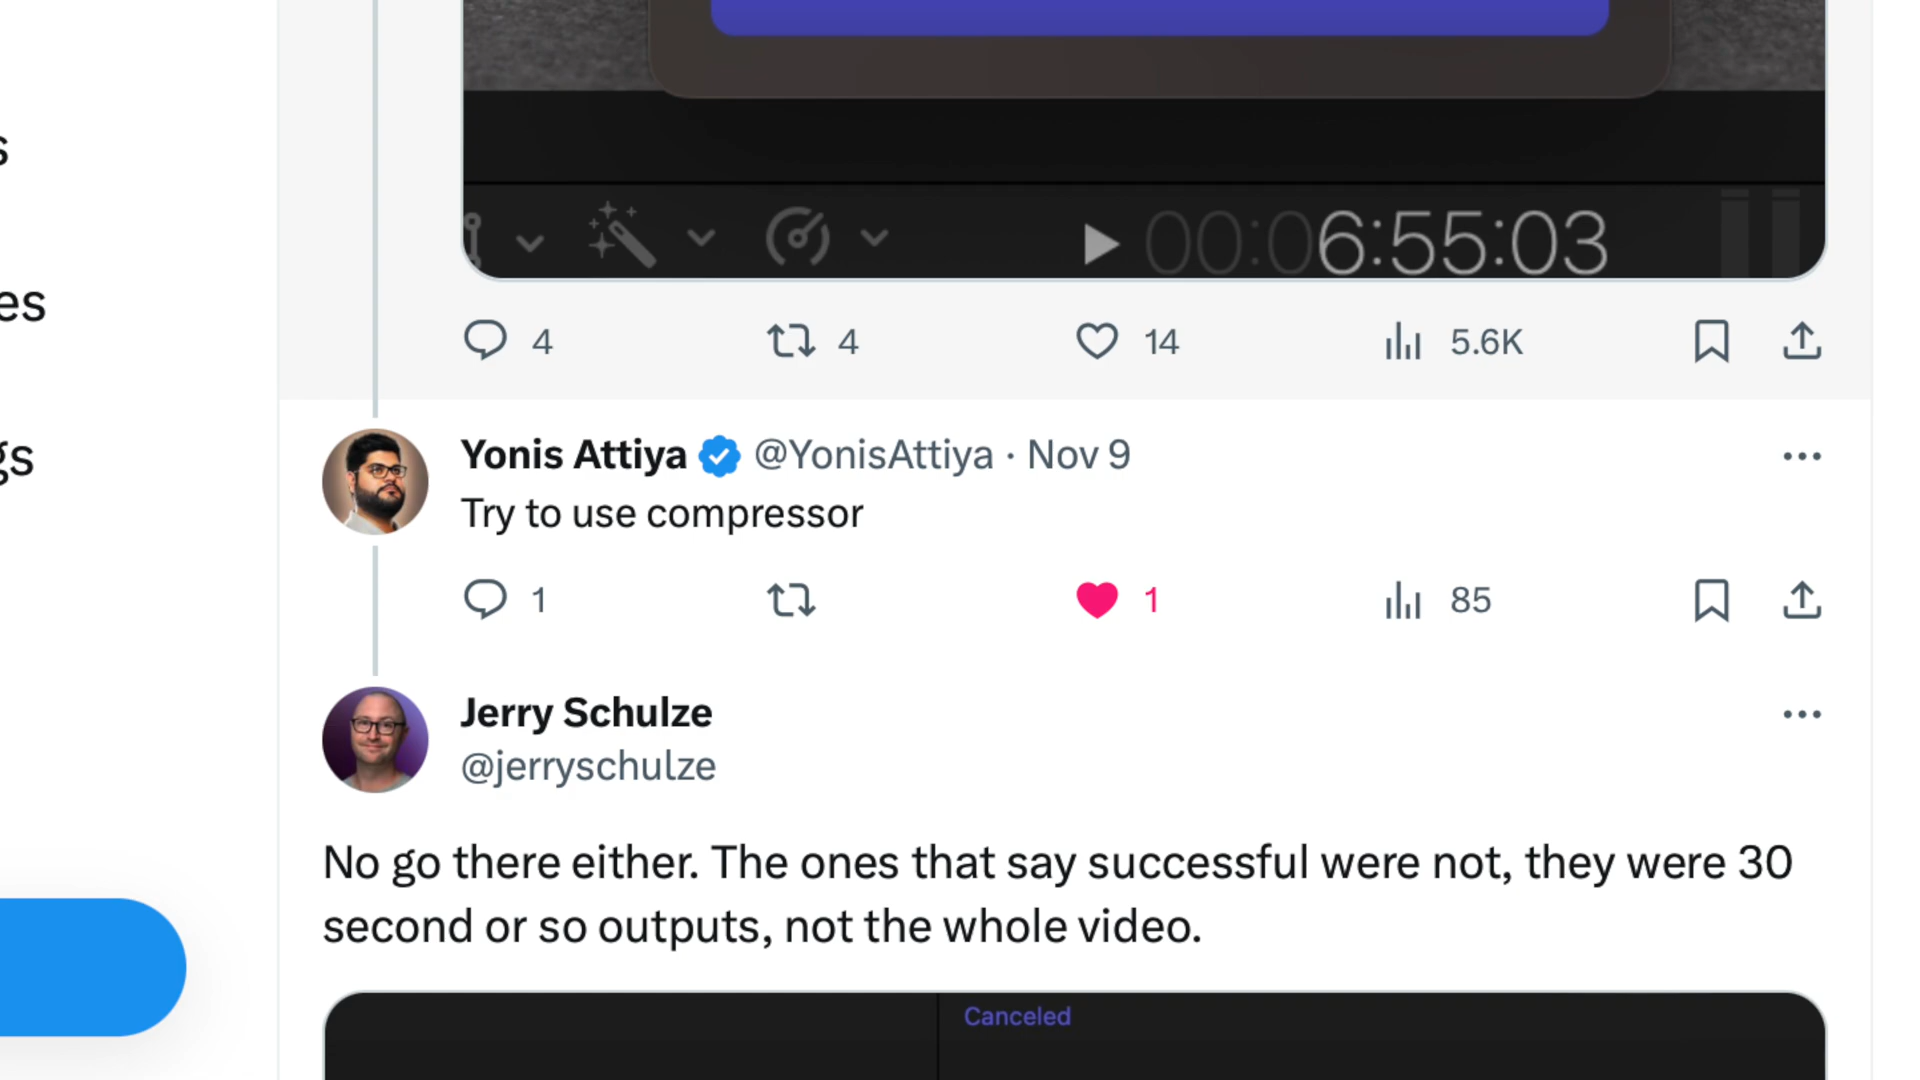 s
es
gs
00:06:55:03
4 4 14 5.6K
Yonis Attiya @YonisAttiya · Nov 9
Try to use compressor
1 1 85
Jerry Schulze
@jerryschulze
No go there either. The ones that say successful were not, they were 30
second or so outputs, not the whole video.
Canceled